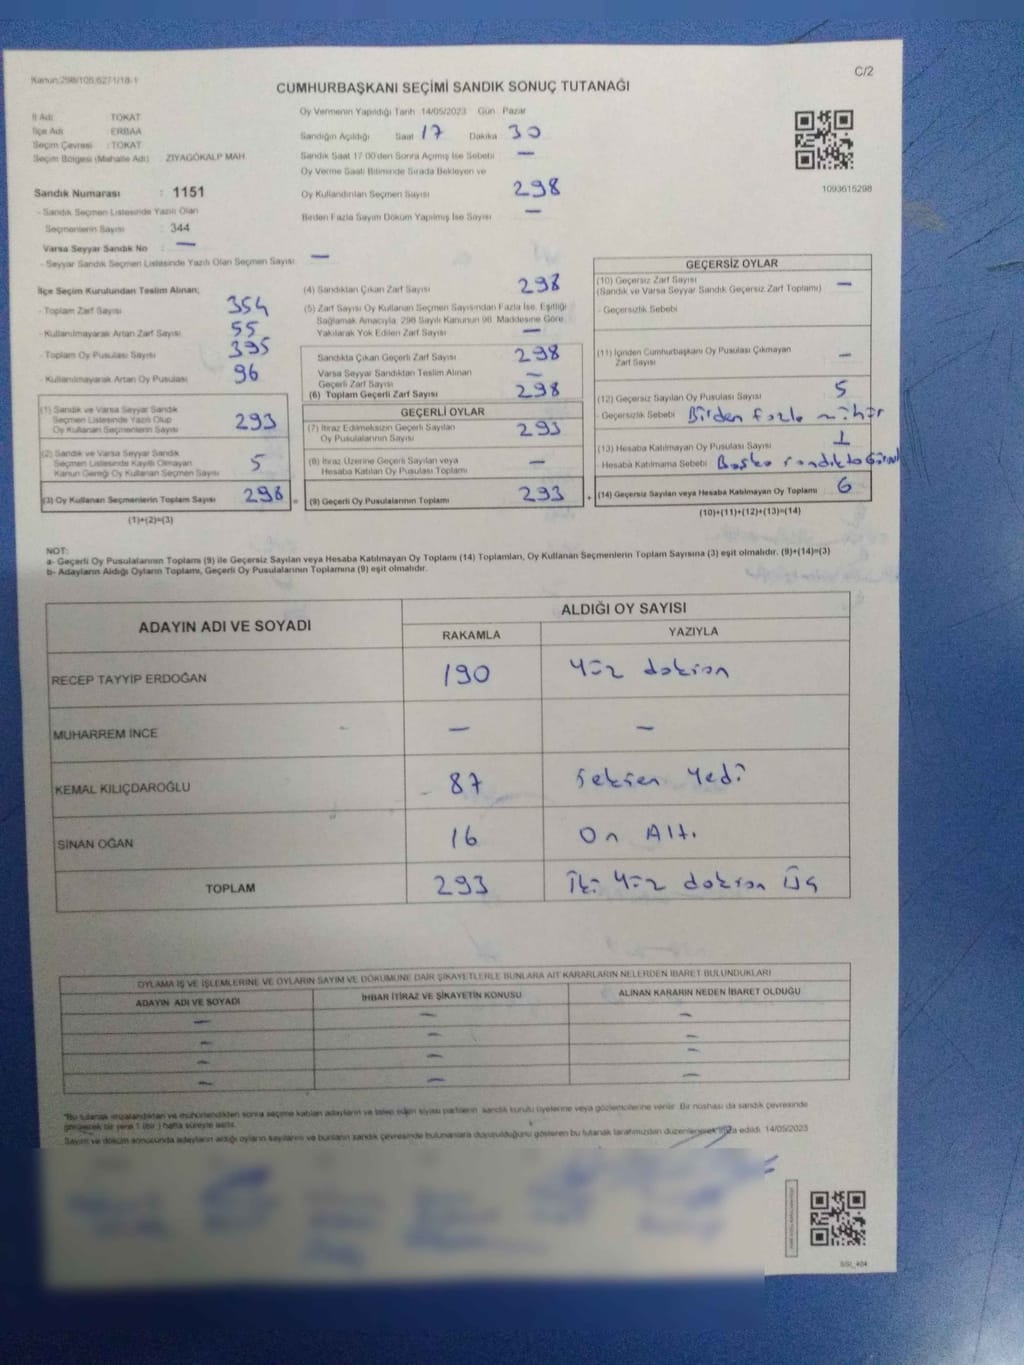 Kanun:298/105,6271/18-1
C/2
CUMHURBAŞKANI SEÇİMİ SANDIK SONUÇ TUTANAĞI
İl Adı TOKAT
İlçe Adı ERBAA
Seçim Çevresi : TOKAT
Seçim Bölgesi (Mahalle Adı) ZİYAGÖKALP MAH.
Sandık Numarası : 1151
- Sandık Seçmen Listesinde Yazılı Olan
Seçmenlerin Sayısı : 344
Varsa Seyyar Sandık No : —
- Seyyar Sandık Seçmen Listesinde Yazılı Olan Seçmen Sayısı —
Oy Vermenin Yapıldığı Tarih 14/05/2023 Gün Pazar
Sandığın Açıldığı Saat 17 Dakika 30
Sandık Saat 17.00'den Sonra Açılmış İse Sebebi —
Oy Verme Saati Bitiminde Sırada Bekleyen ve
Oy Kullandırılan Seçmen Sayısı 298
Birden Fazla Sayım Döküm Yapılmış İse Sayısı —
1093615298
İlçe Seçim Kurulundan Teslim Alınan;
- Toplam Zarf Sayısı 354
- Kullanılmayarak Artan Zarf Sayısı 55
- Toplam Oy Pusulası Sayısı 395
- Kullanılmayarak Artan Oy Pusulası 96
(1) Sandık ve Varsa Seyyar Sandık
Seçmen Listesinde Yazılı Olup
Oy Kullanan Seçmenlerin Sayısı 293
(2) Sandık ve Varsa Seyyar Sandık
Seçmen Listesinde Kayıtlı Olmayan
Kanun Gereği Oy Kullanan Seçmen Sayısı 5
(3) Oy Kullanan Seçmenlerin Toplam Sayısı 298 =
(1)+(2)=(3)
(4) Sandıktan Çıkan Zarf Sayısı 298
(5) Zarf Sayısı Oy Kullanan Seçmen Sayısından Fazla İse, Eşitliği
Sağlamak Amacıyla, 298 Sayılı Kanunun 98. Maddesine Göre
Yakılarak Yok Edilen Zarf Sayısı —
Sandıkta Çıkan Geçerli Zarf Sayısı 298
Varsa Seyyar Sandıktan Teslim Alınan
Geçerli Zarf Sayısı —
(6) Toplam Geçerli Zarf Sayısı 298
GEÇERLİ OYLAR
(7) İtiraz Edilmeksizin Geçerli Sayılan
Oy Pusulalarının Sayısı 293
(8) İtiraz Üzerine Geçerli Sayılan veya
Hesaba Katılan Oy Pusulası Toplamı —
(9) Geçerli Oy Pusulalarının Toplamı 293 +
GEÇERSİZ OYLAR
(10) Geçersiz Zarf Sayısı
(Sandık ve Varsa Seyyar Sandık Geçersiz Zarf Toplamı) —
- Geçersizlik Sebebi
(11) İçinden Cumhurbaşkanı Oy Pusulası Çıkmayan
Zarf Sayısı —
(12) Geçersiz Sayılan Oy Pusulası Sayısı 5
- Geçersizlik Sebebi Birden fazla mühür
(13) Hesaba Katılmayan Oy Pusulası Sayısı 1
Hesaba Katılmama Sebebi Başka sandıkta
(14) Geçersiz Sayılan veya Hesaba Katılmayan Oy Toplamı 6
(10)+(11)+(12)+(13)=(14)
NOT:
a- Geçerli Oy Pusulalarının Toplamı (9) ile Geçersiz Sayılan veya Hesaba Katılmayan Oy Toplamı (14) Toplamları, Oy Kullanan Seçmenlerin Toplam Sayısına (3) eşit olmalıdır. (9)+(14)=(3)
b- Adayların Aldığı Oyların Toplamı, Geçerli Oy Pusulalarının Toplamına (9) eşit olmalıdır.
ADAYIN ADI VE SOYADI ALDIĞI OY SAYISI
RAKAMLA YAZIYLA
RECEP TAYYİP ERDOĞAN 190 Yüz doksan
MUHARREM İNCE — —
KEMAL KILIÇDAROĞLU 87 Seksen Yedi
SİNAN OĞAN 16 On Altı
TOPLAM 293 İki Yüz doksan Üç
OYLAMA İŞ VE İŞLEMLERİNE VE OYLARIN SAYIM VE DÖKÜMÜNE DAİR ŞİKAYETLERLE BUNLARA AİT KARARLARIN NELERDEN İBARET BULUNDUKLARI
ADAYIN ADI VE SOYADI İHBAR İTİRAZ VE ŞİKAYETİN KONUSU ALINAN KARARIN NEDEN İBARET OLDUĞU
— — —
— — —
— — —
— — —
"Bu tutanak imzalandıktan ve mühürlendikten sonra seçime katılan adayların ve talep eden siyasi partilerin sandık kurulu üyelerine veya gözlemcilerine verilir. Bir nüshası da sandık çevresinde
görülecek bir yere 1 (bir) hafta süreyle asılır.
Sayım ve döküm sonucunda adayların aldığı oyların sayılarını ve bunların sandık çevresinde bulunanlara duyurulduğunu gösteren bu tutanak tarafımızdan düzenlenerek imza edildi. 14/05/2023
SSI_404